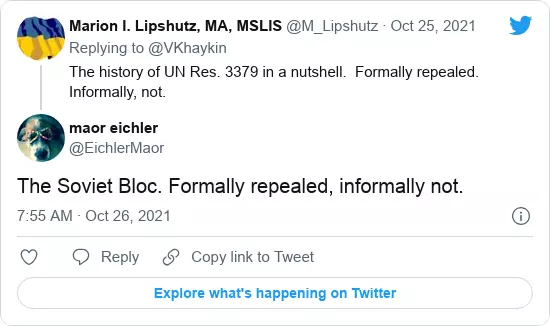 Marion I. Lipshutz, MA, MSLIS @M_Lipshutz · Oct 25, 2021
Replying to @VKhaykin
The history of UN Res. 3379 in a nutshell. Formally repealed.
Informally, not.
maor eichler
@EichlerMaor
The Soviet Bloc. Formally repealed, informally not.
7:55 AM · Oct 26, 2021
Reply Copy link to Tweet
Explore what's happening on Twitter